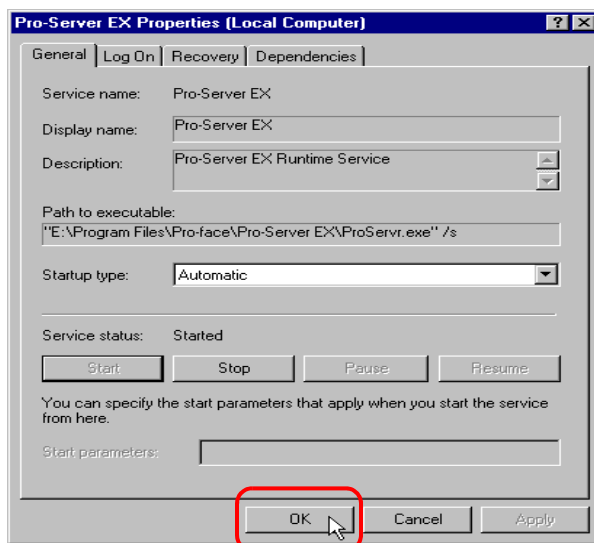 Pro-Server EX Properties (Local Computer)
General Log On Recovery Dependencies
Service name: Pro-Server EX
Display name: Pro-Server EX
Description: Pro-Server EX Runtime Service
Path to executable:
"E:\Program Files\Pro-face\Pro-Server EX\ProServr.exe" /s
Startup type: Automatic
Service status: Started
Start Stop Pause Resume
You can specify the start parameters that apply when you start the service
from here.
Start parameters:
OK Cancel Apply